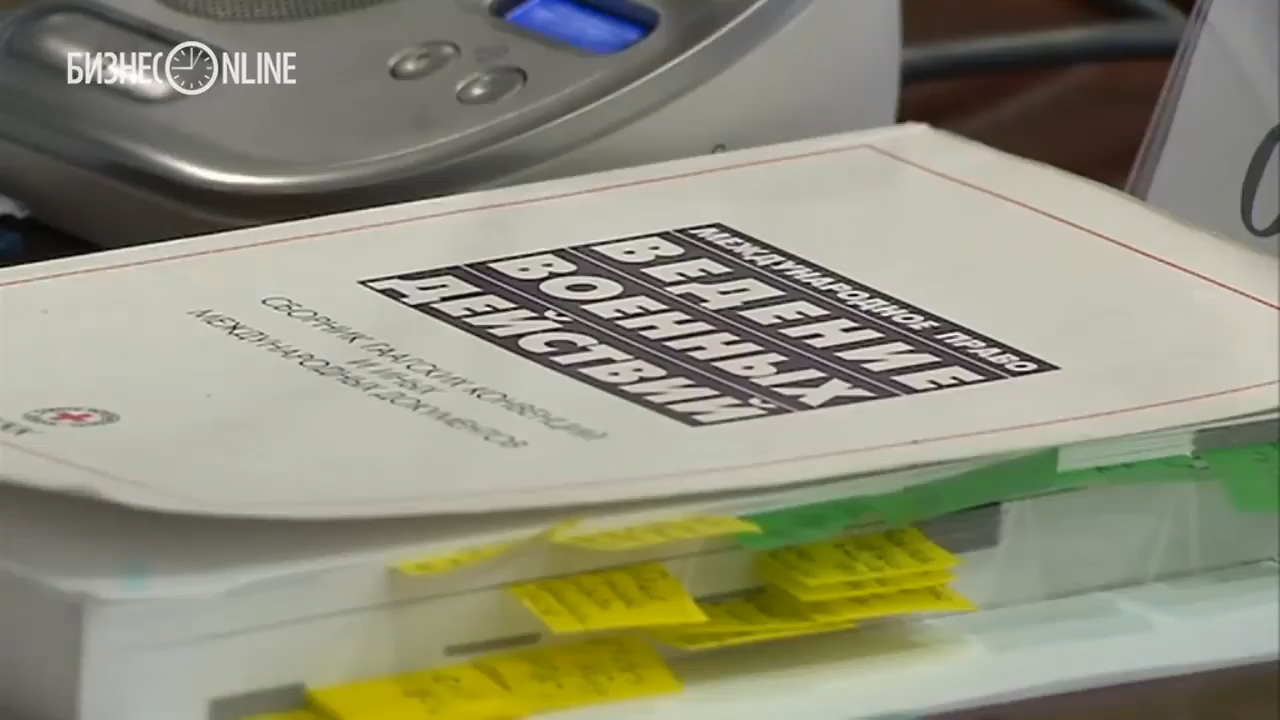 БИЗНЕС ONLINE
МЕЖДУНАРОДНОЕ ПРАВО
ВЕДЕНИЕ
ВОЕННЫХ
ДЕЙСТВИЙ
СБОРНИК ГААГСКИХ КОНВЕНЦИЙ
И ИНЫХ
МЕЖДУНАРОДНЫХ ДОКУМЕНТОВ